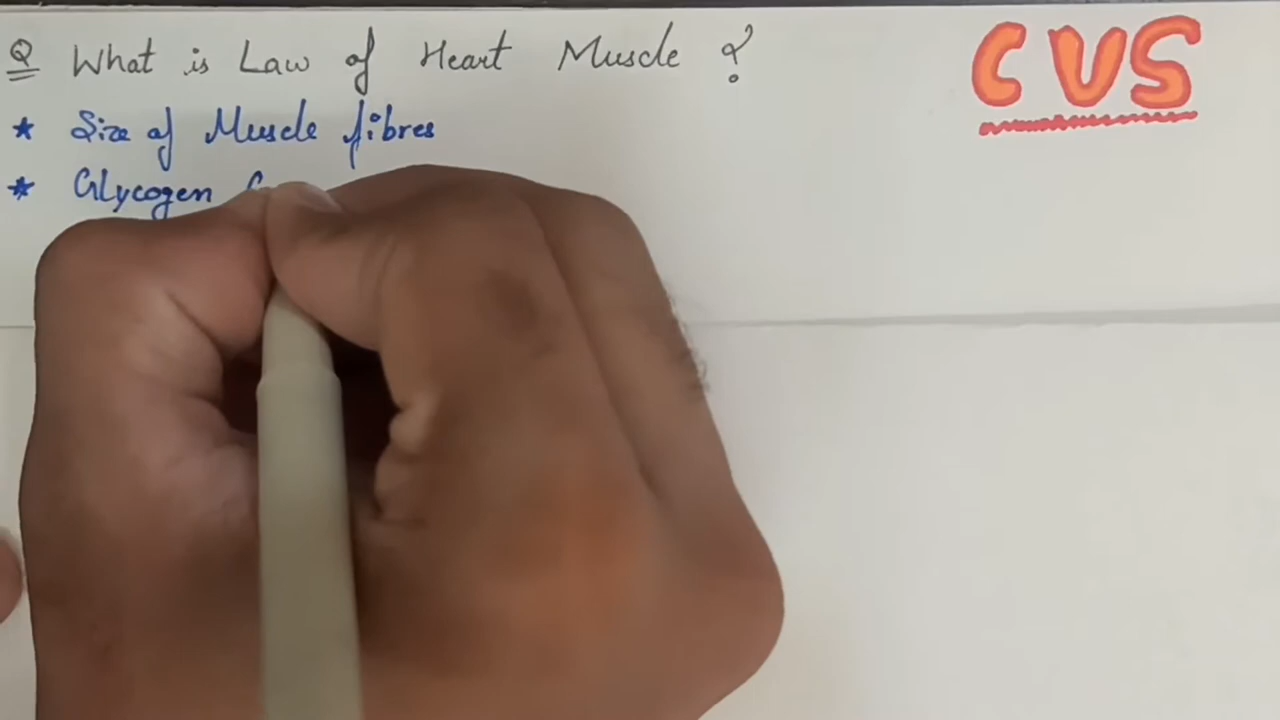 Q What is Law of Heart Muscle ?
CVS
* Size of Muscle fibres
* Glycogen